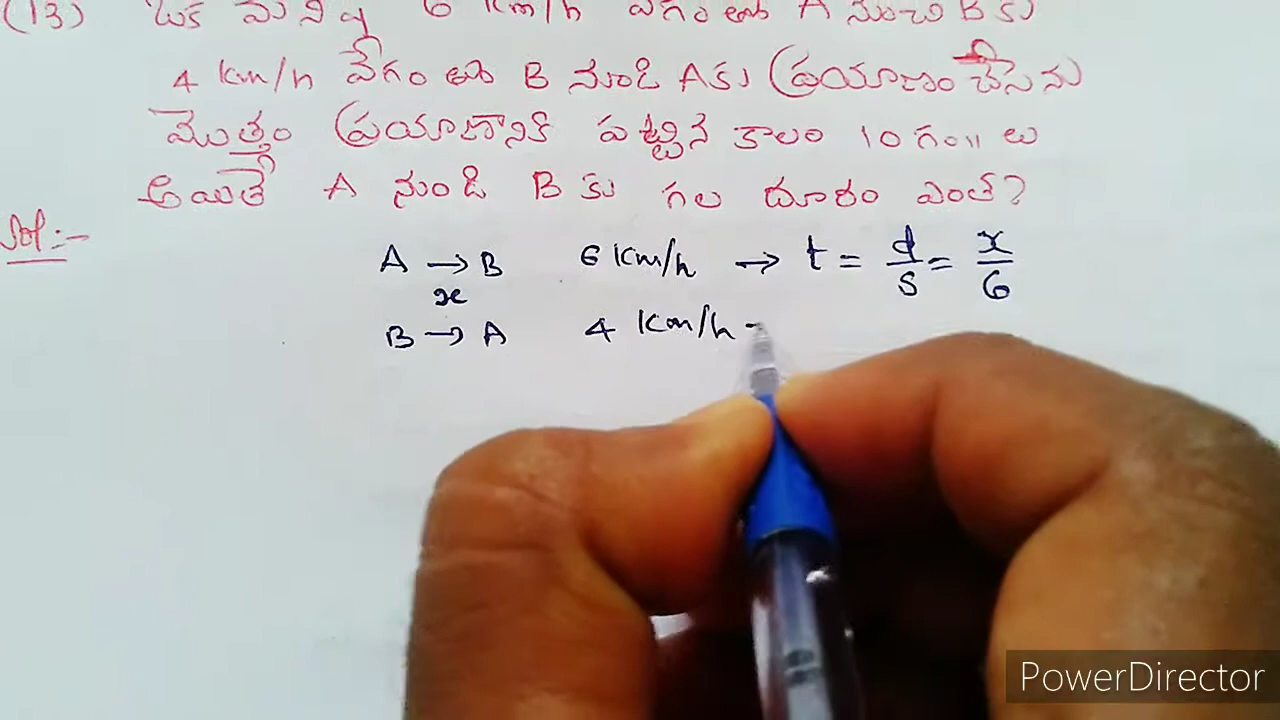 (13) ఒక మనిషి 6 Km/h వేగంతో A నుంచి B కు
4 Km/h వేగంతో B నుండి A కు ప్రయాణం చేసెను
మొత్తం ప్రయాణానికి పట్టిన కాలం 10 గం॥ లు
అయితే A నుండి B కు గల దూరం ఎంత?
Sol:-
A → B 6 Km/h → t = d/s = x/6
x
B → A 4 Km/h -
PowerDirector